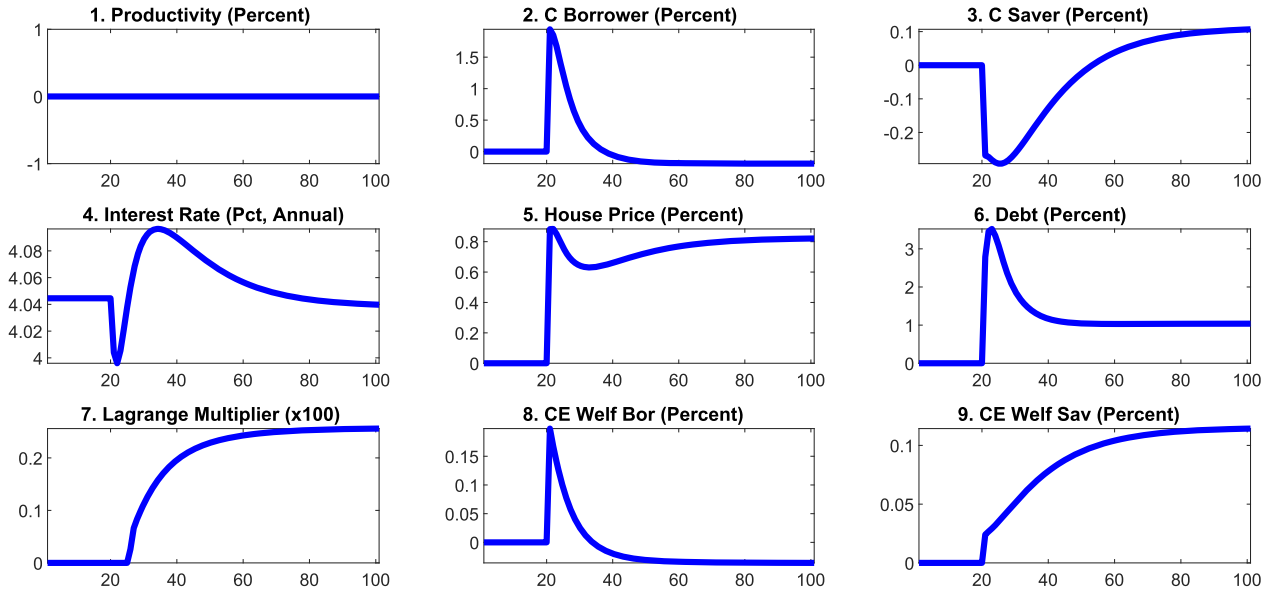 1. Productivity (Percent)
1
0
-1
20 40 60 80 100
2. C Borrower (Percent)
1.5
1
0.5
0
20 40 60 80 100
3. C Saver (Percent)
0.1
0
-0.1
-0.2
20 40 60 80 100
4. Interest Rate (Pct, Annual)
4.08
4.06
4.04
4.02
4
20 40 60 80 100
5. House Price (Percent)
0.8
0.6
0.4
0.2
0
20 40 60 80 100
6. Debt (Percent)
3
2
1
0
20 40 60 80 100
7. Lagrange Multiplier (x100)
0.2
0.1
0
20 40 60 80 100
8. CE Welf Bor (Percent)
0.15
0.1
0.05
0
20 40 60 80 100
9. CE Welf Sav (Percent)
0.1
0.05
0
20 40 60 80 100